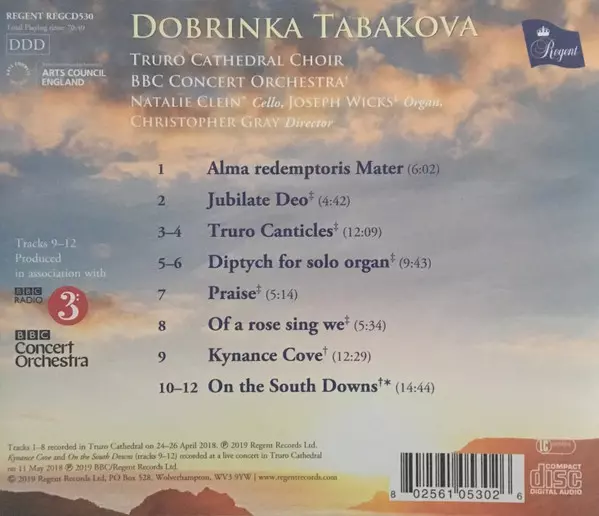 REGENT REGCD530
Total Playing time: 70:49
DDD
Supported using public funding by
ARTS COUNCIL
ENGLAND
DOBRINKA TABAKOVA
TRURO CATHEDRAL CHOIR
BBC CONCERT ORCHESTRA†
NATALIE CLEIN* Cello, JOSEPH WICKS‡ Organ,
CHRISTOPHER GRAY Director
Regent
1 Alma redemptoris Mater (6:02)
2 Jubilate Deo‡ (4:42)
3–4 Truro Canticles‡ (12:09)
5–6 Diptych for solo organ‡ (9:43)
7 Praise‡ (5:14)
8 Of a rose sing we‡ (5:34)
9 Kynance Cove† (12:29)
10–12 On the South Downs†* (14:44)
Tracks 9–12
Produced
in association with
BBC
RADIO 3
BBC
Concert
Orchestra
Tracks 1–8 recorded in Truro Cathedral on 24–26 April 2018. ℗ 2019 Regent Records Ltd.
Kynance Cove and On the South Downs (tracks 9–12) recorded at a live concert in Truro Cathedral
on 11 May 2018 ℗ 2019 BBC/Regent Records Ltd.
© 2019 Regent Records Ltd, PO Box 528, Wolverhampton, WV3 9YW // www.regentrecords.com
8 02561 05302 6
COMPACT
disc
DIGITAL AUDIO